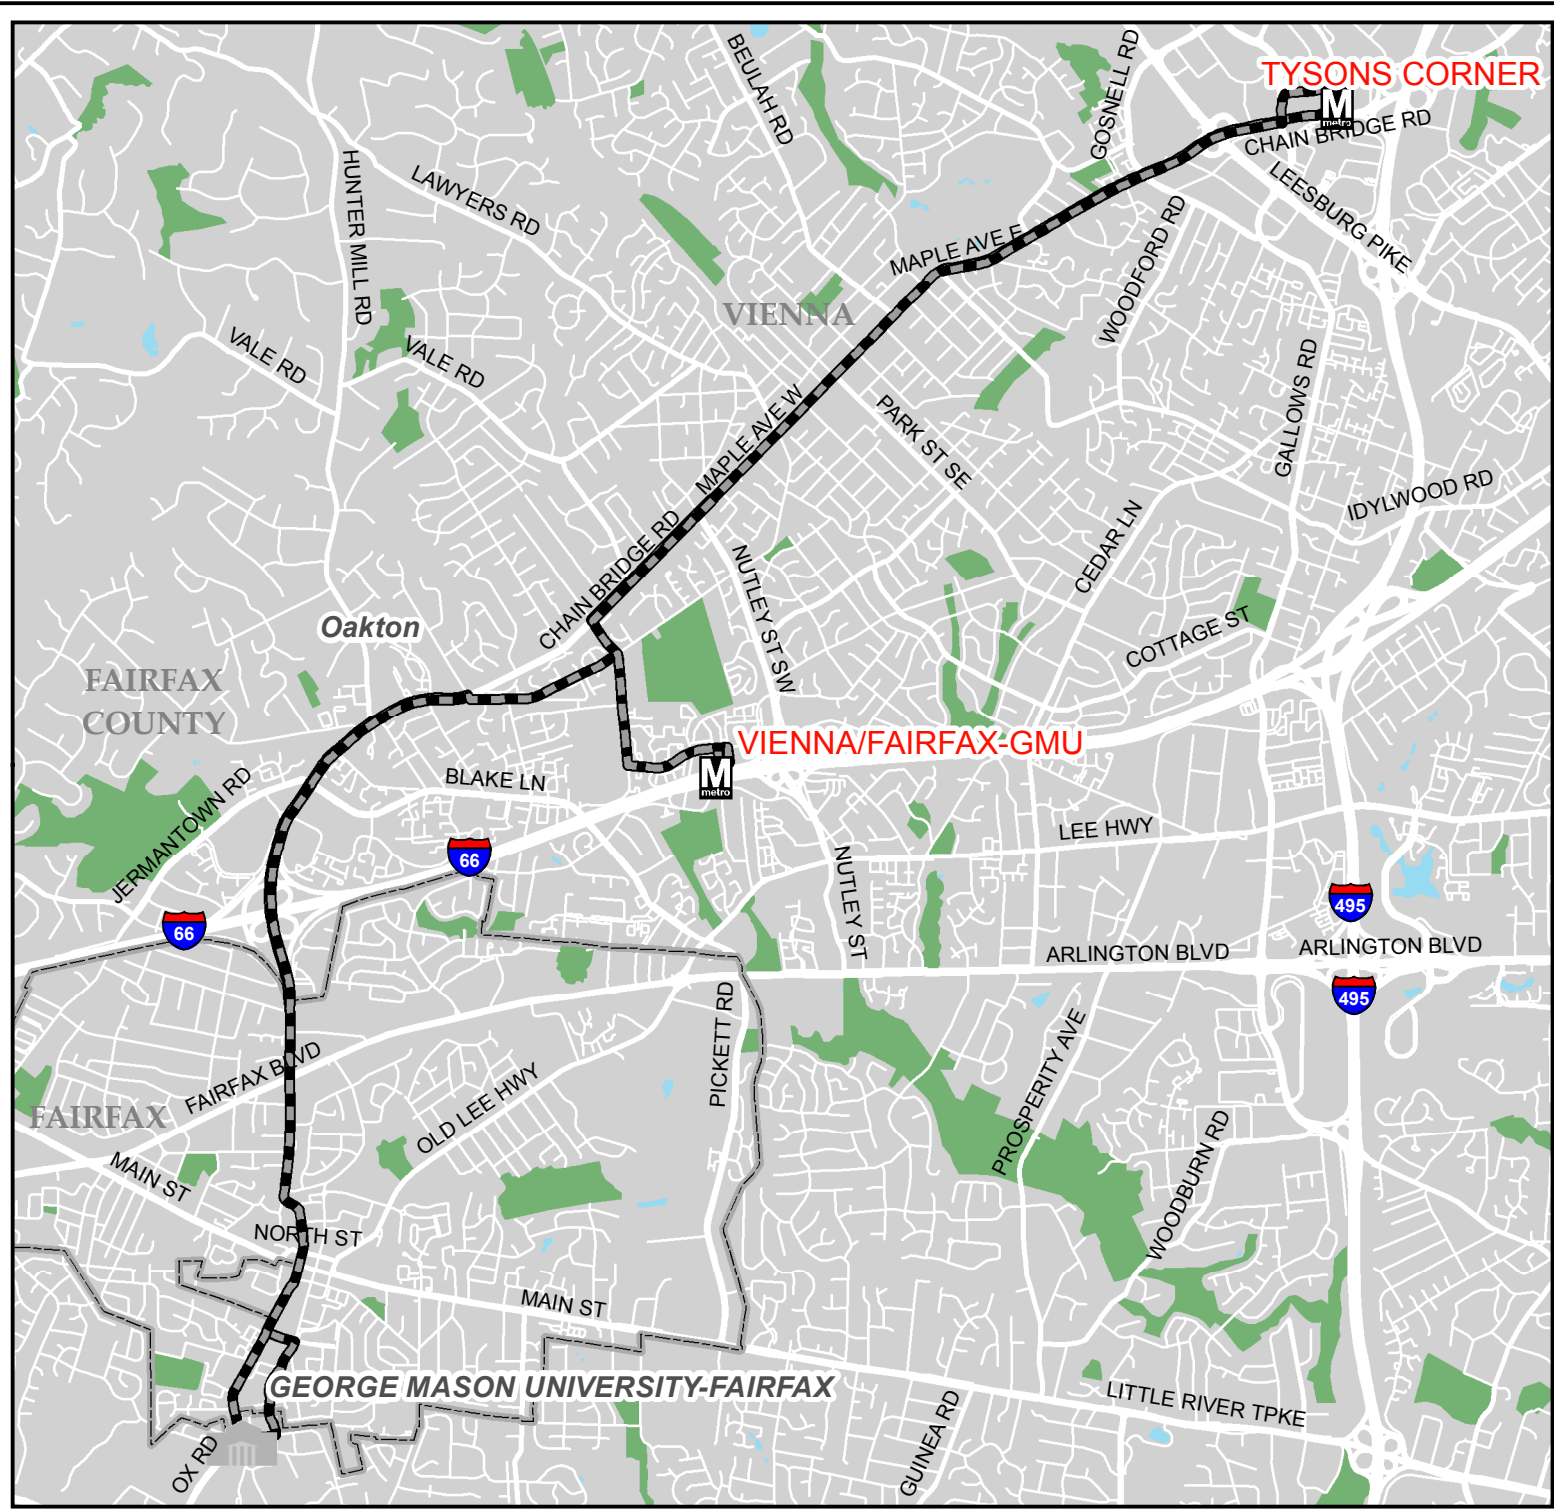 BEULAH RD
GOSNELL RD
TYSONS CORNER
M
metro
CHAIN BRIDGE RD
HUNTER MILL RD
LAWYERS RD
LEESBURG PIKE
WOODFORD RD
MAPLE AVE E
VIENNA
VALE RD
VALE RD
GALLOWS RD
MAPLE AVE W
PARK ST SE
IDYLWOOD RD
CEDAR LN
CHAIN BRIDGE RD
NUTLEY ST SW
Oakton
COTTAGE ST
FAIRFAX
COUNTY
VIENNA/FAIRFAX-GMU
M
metro
BLAKE LN
JERMANTOWN RD
LEE HWY
66
NUTLEY ST
495
66
ARLINGTON BLVD
ARLINGTON BLVD
495
PICKETT RD
FAIRFAX BLVD
PROSPERITY AVE
OLD LEE HWY
FAIRFAX
MAIN ST
WOODBURN RD
NORTH ST
MAIN ST
GEORGE MASON UNIVERSITY-FAIRFAX
LITTLE RIVER TPKE
GUINEA RD
OX RD